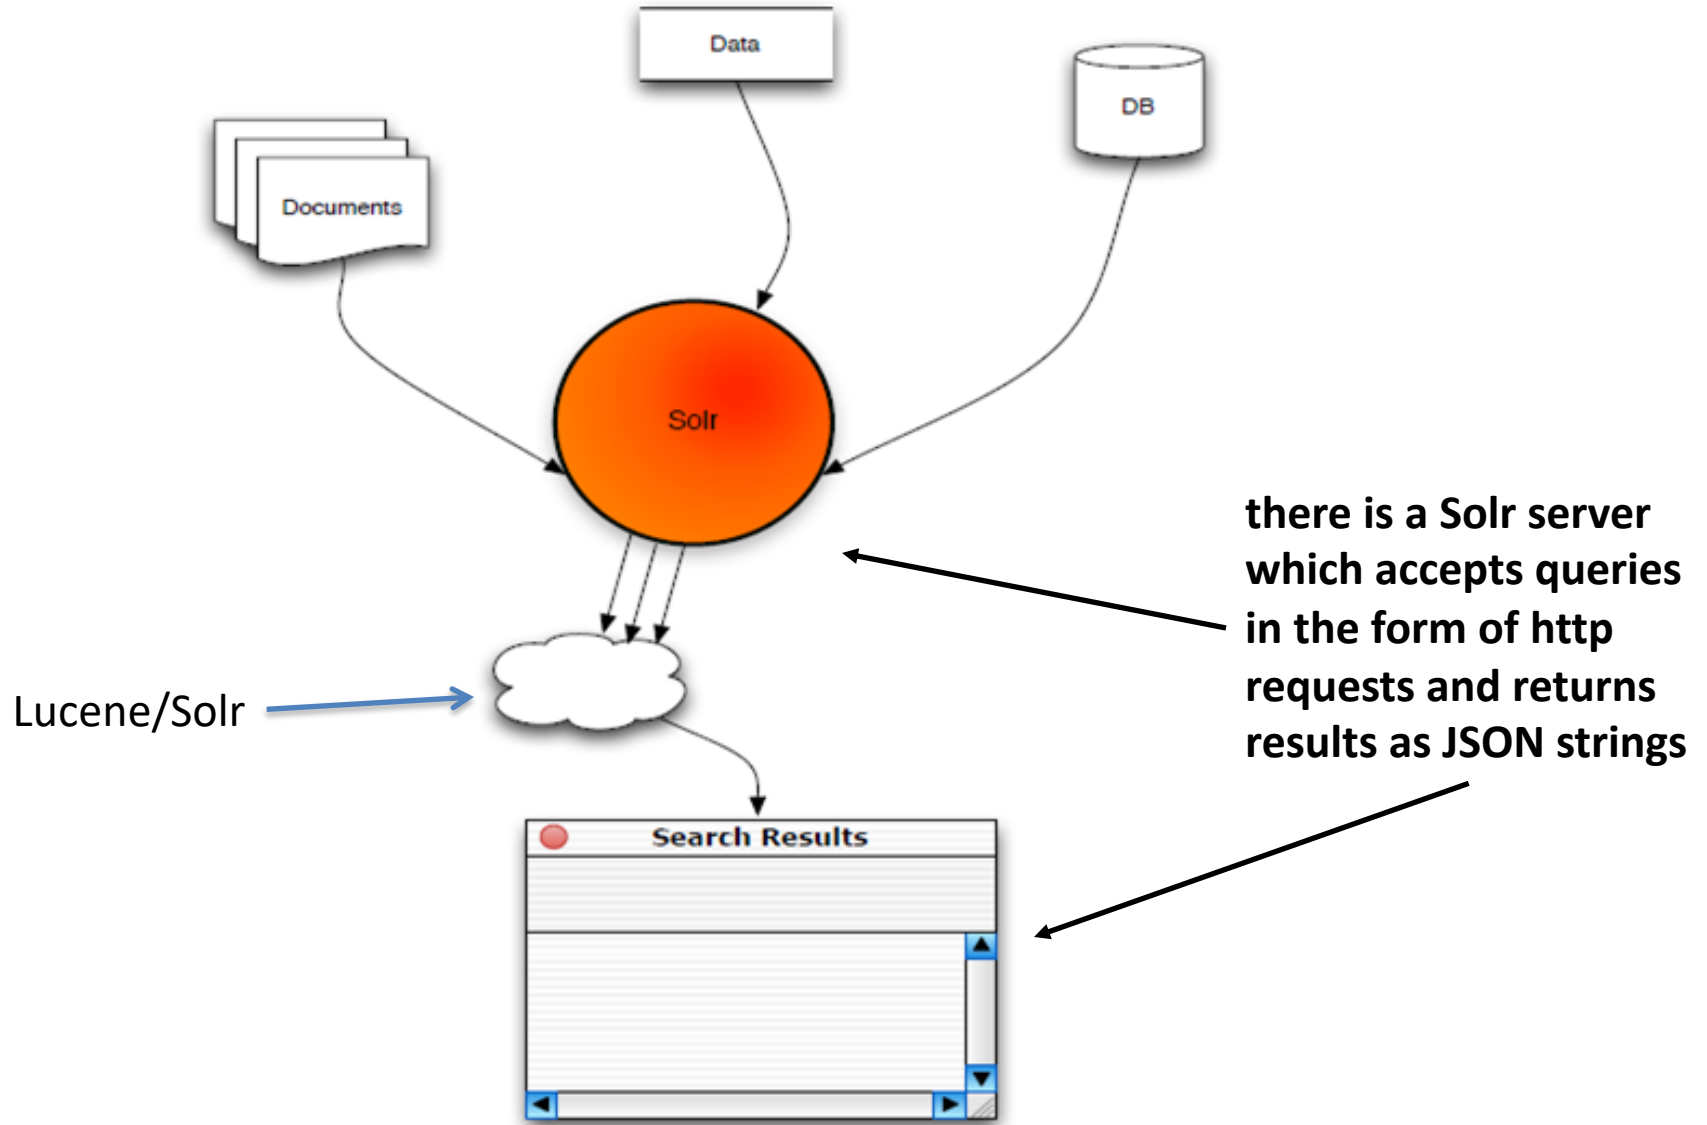 Data
DB
Documents
Solr
there is a Solr server
which accepts queries
in the form of http
requests and returns
results as JSON strings
Lucene/Solr
Search Results